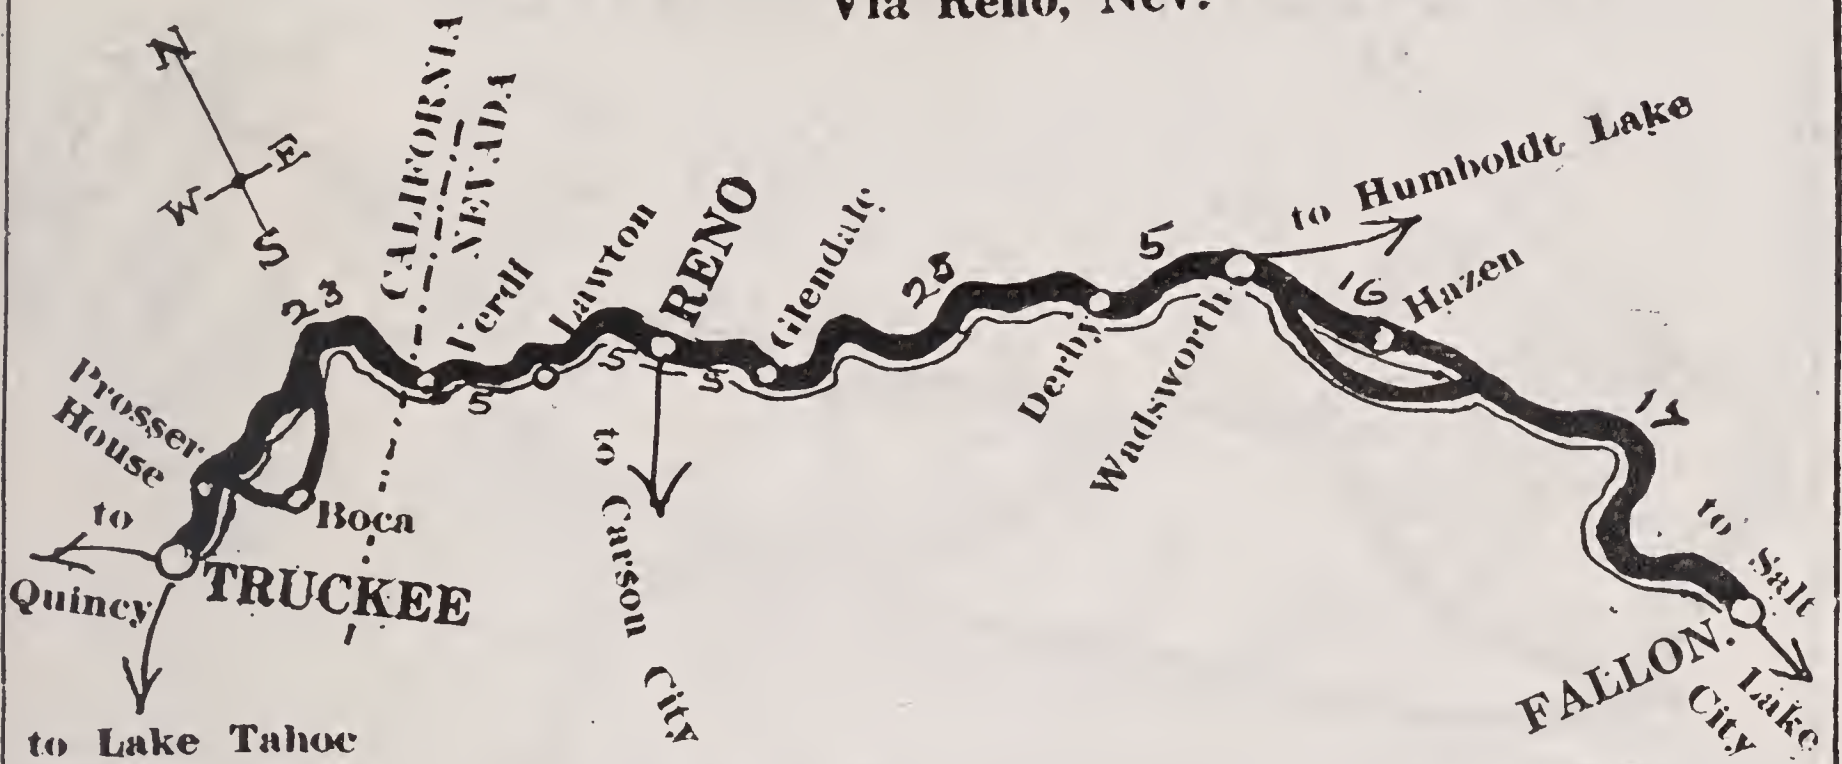 Via Reno, Nev.
N
E
W
S
CALIFORNIA
NEVADA
23
Verdi
Lawton
RENO
Glendale
5
5
5
25
5
to Humboldt Lake
16
Hazen
Derby
Wadsworth
Prosser
House
Boca
to
Quincy
TRUCKEE
to Lake Tahoe
to Carson City
to Salt
Lake
City
FALLON.